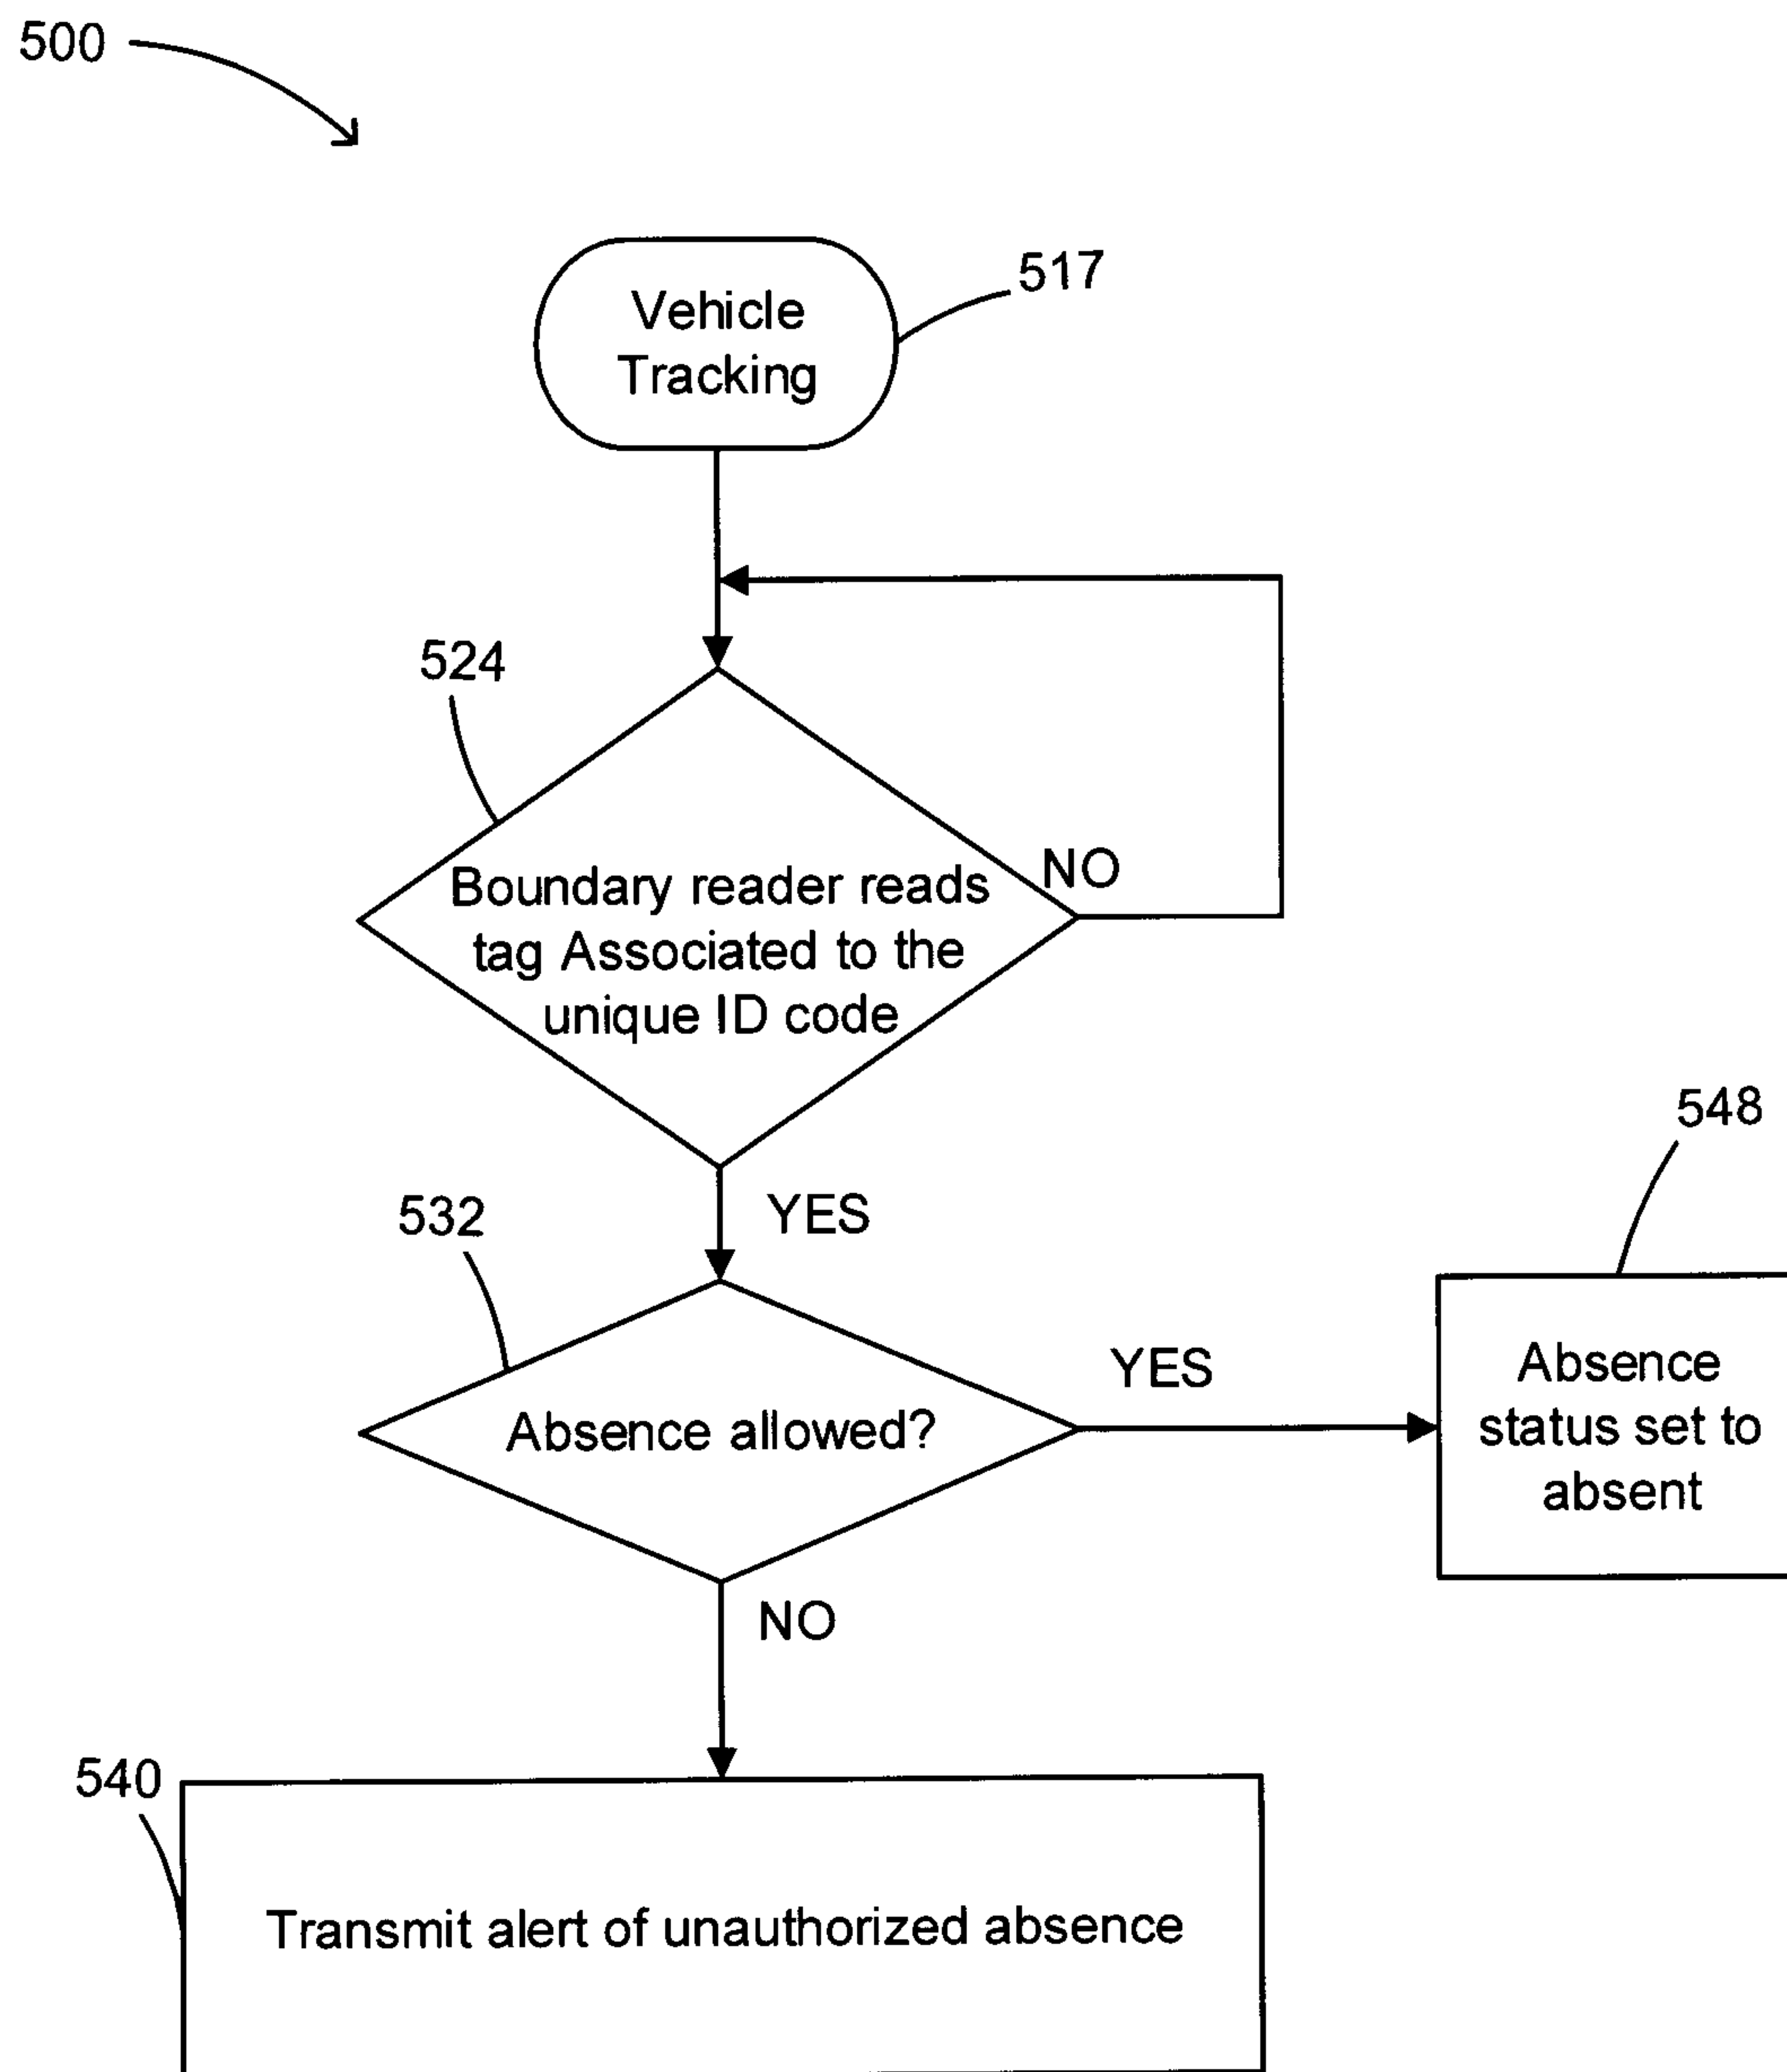 500
517
Vehicle
Tracking
524
NO
Boundary reader reads
tag Associated to the
unique ID code
548
532
YES
YES
Absence allowed?
Absence
status set to
absent
NO
540
Transmit alert of unauthorized absence